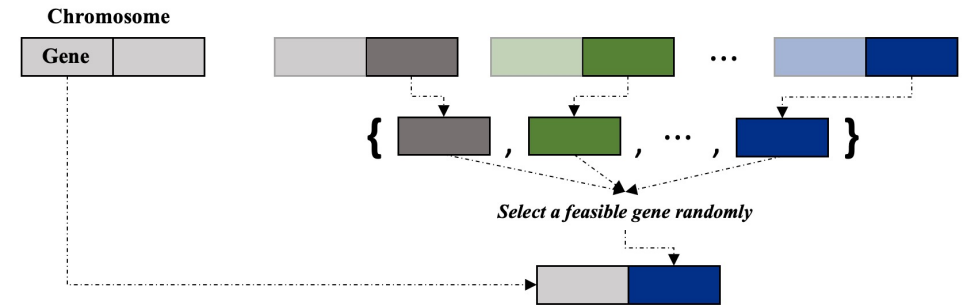 Chromosome
Gene
...
{ , , ... , }
Select a feasible gene randomly